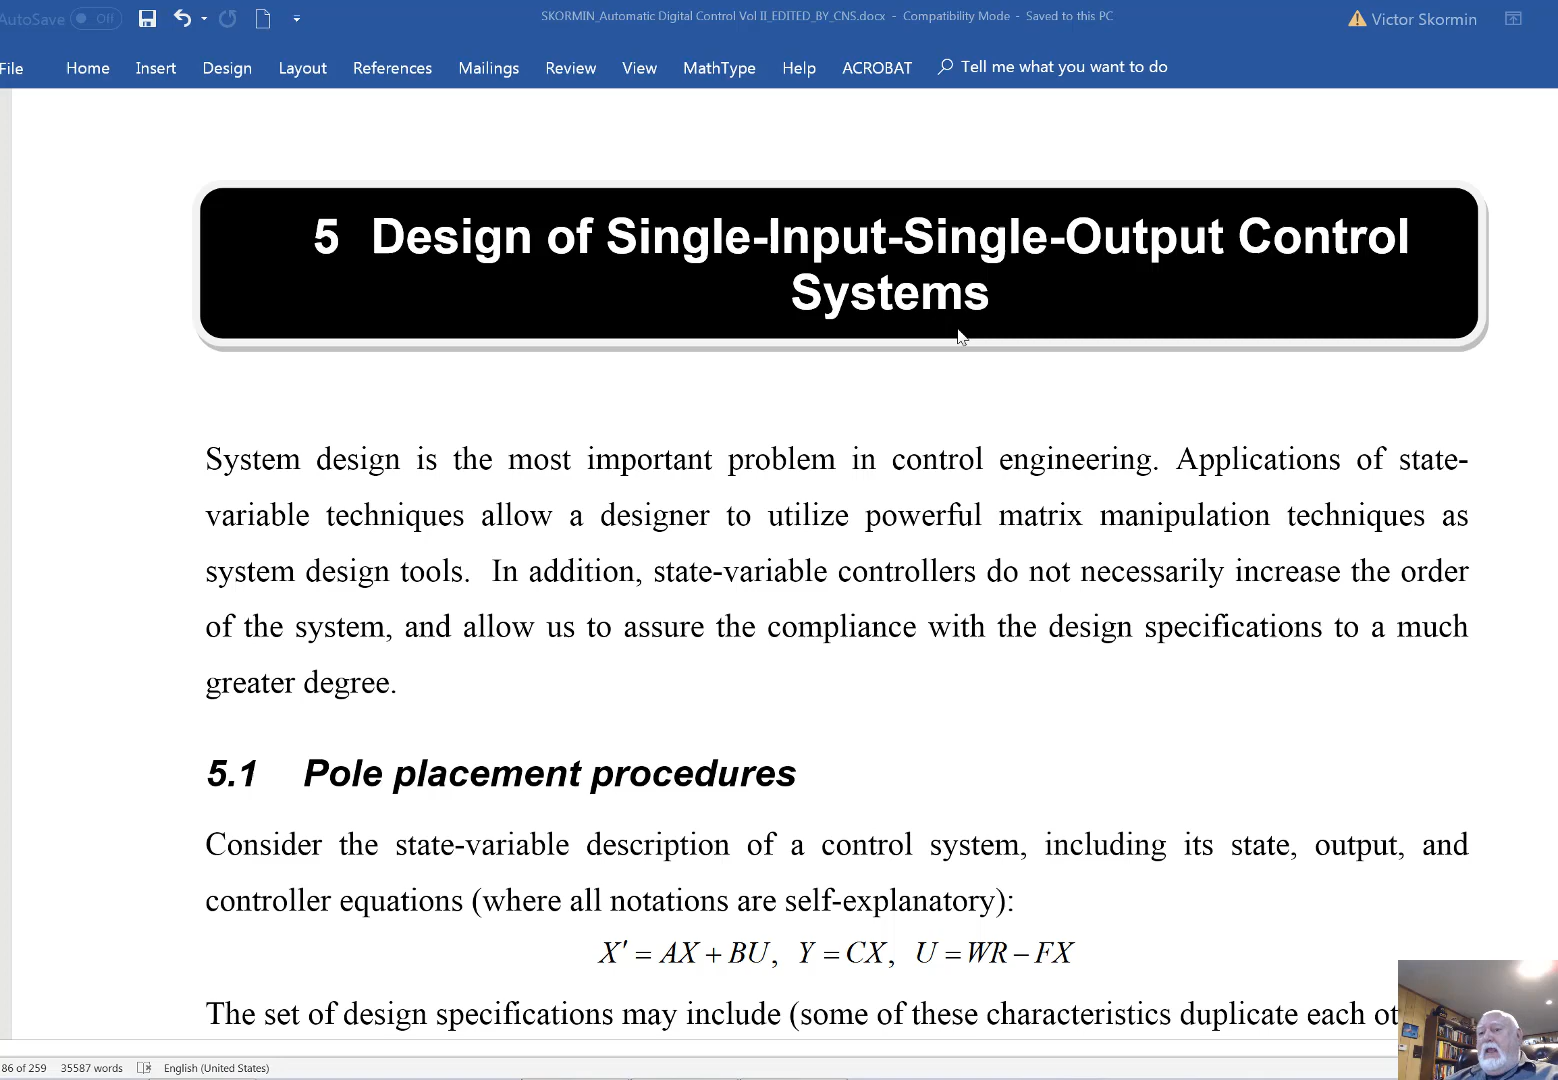 AutoSave Off SKORMIN_Automatic Digital Control Vol II_EDITED_BY_CNS.docx - Compatibility Mode - Saved to this PC Victor Skormin
File Home Insert Design Layout References Mailings Review View MathType Help ACROBAT Tell me what you want to do
5 Design of Single-Input-Single-Output Control
Systems
System design is the most important problem in control engineering. Applications of state-
variable techniques allow a designer to utilize powerful matrix manipulation techniques as
system design tools. In addition, state-variable controllers do not necessarily increase the order
of the system, and allow us to assure the compliance with the design specifications to a much
greater degree.
5.1 Pole placement procedures
Consider the state-variable description of a control system, including its state, output, and
controller equations (where all notations are self-explanatory):
X' = AX + BU, Y = CX, U = WR − FX
The set of design specifications may include (some of these characteristics duplicate each ot
86 of 259 35587 words English (United States)